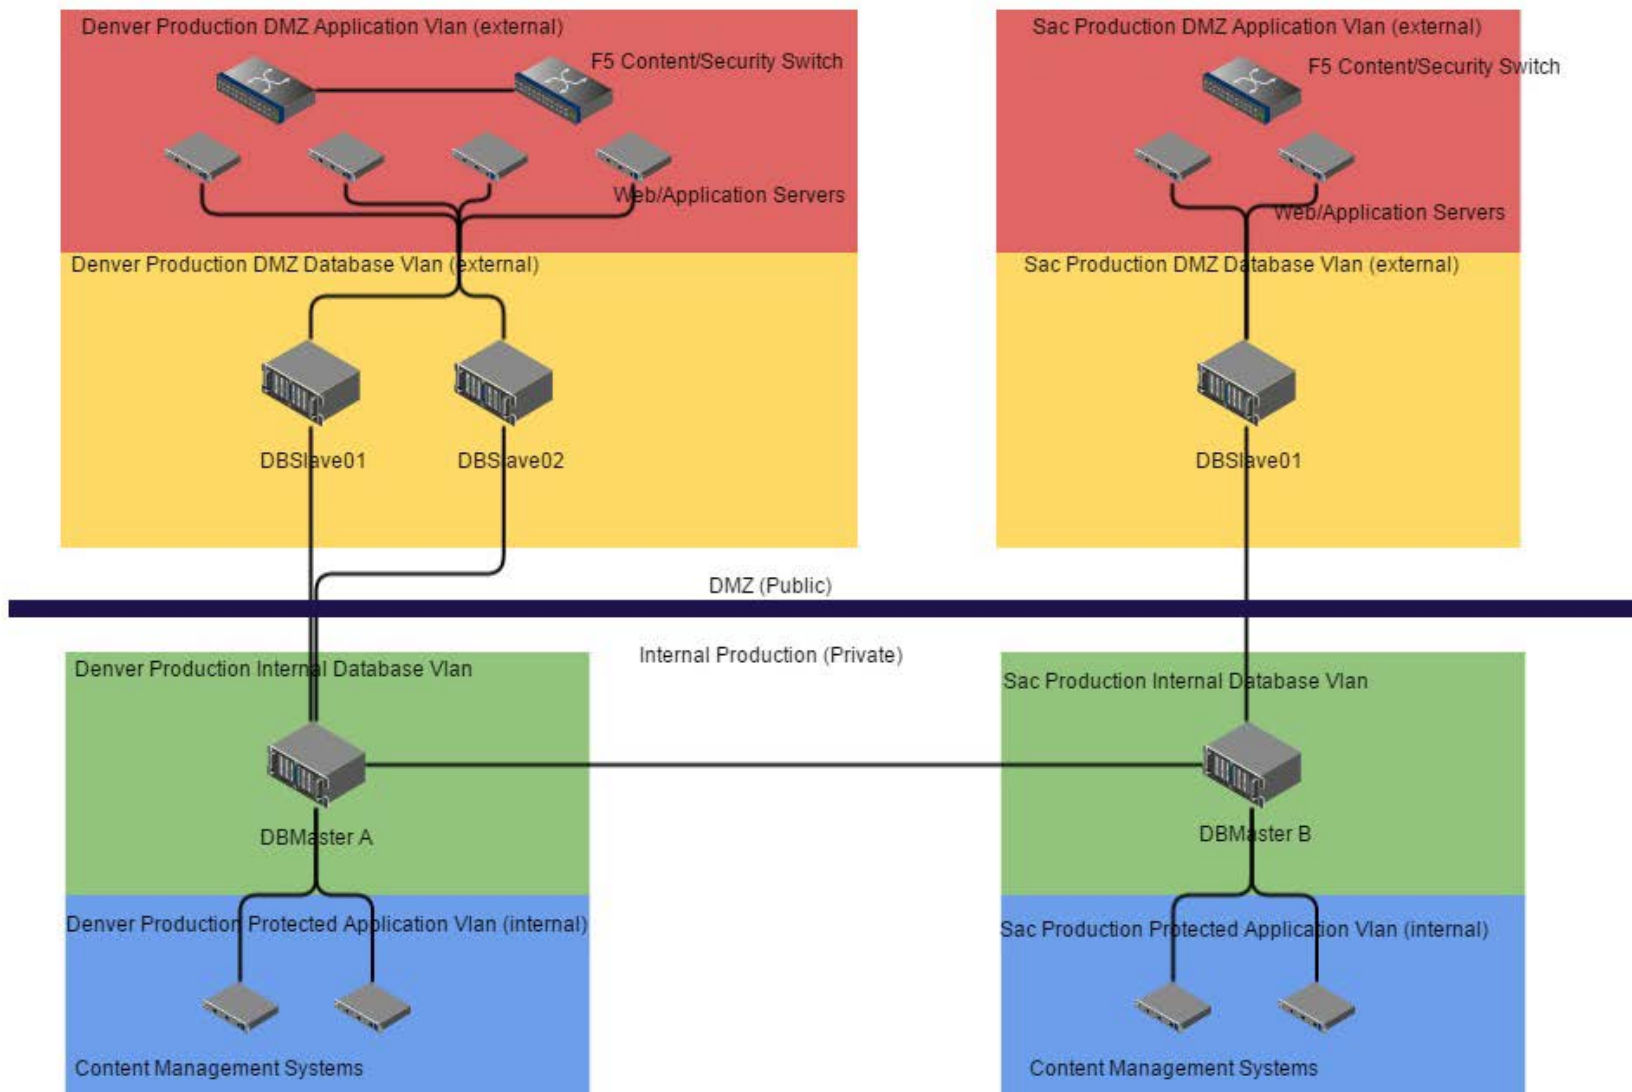 Denver Production DMZ Application Vlan (external)
F5 Content/Security Switch
Web/Application Servers
Denver Production DMZ Database Vlan (external)
DBSlave01
DBSlave02
Sac Production DMZ Application Vlan (external)
F5 Content/Security Switch
Web/Application Servers
Sac Production DMZ Database Vlan (external)
DBSlave01
DMZ (Public)
Internal Production (Private)
Denver Production Internal Database Vlan
DBMaster A
Denver Production Protected Application Vlan (internal)
Content Management Systems
Sac Production Internal Database Vlan
DBMaster B
Sac Production Protected Application Vlan (internal)
Content Management Systems